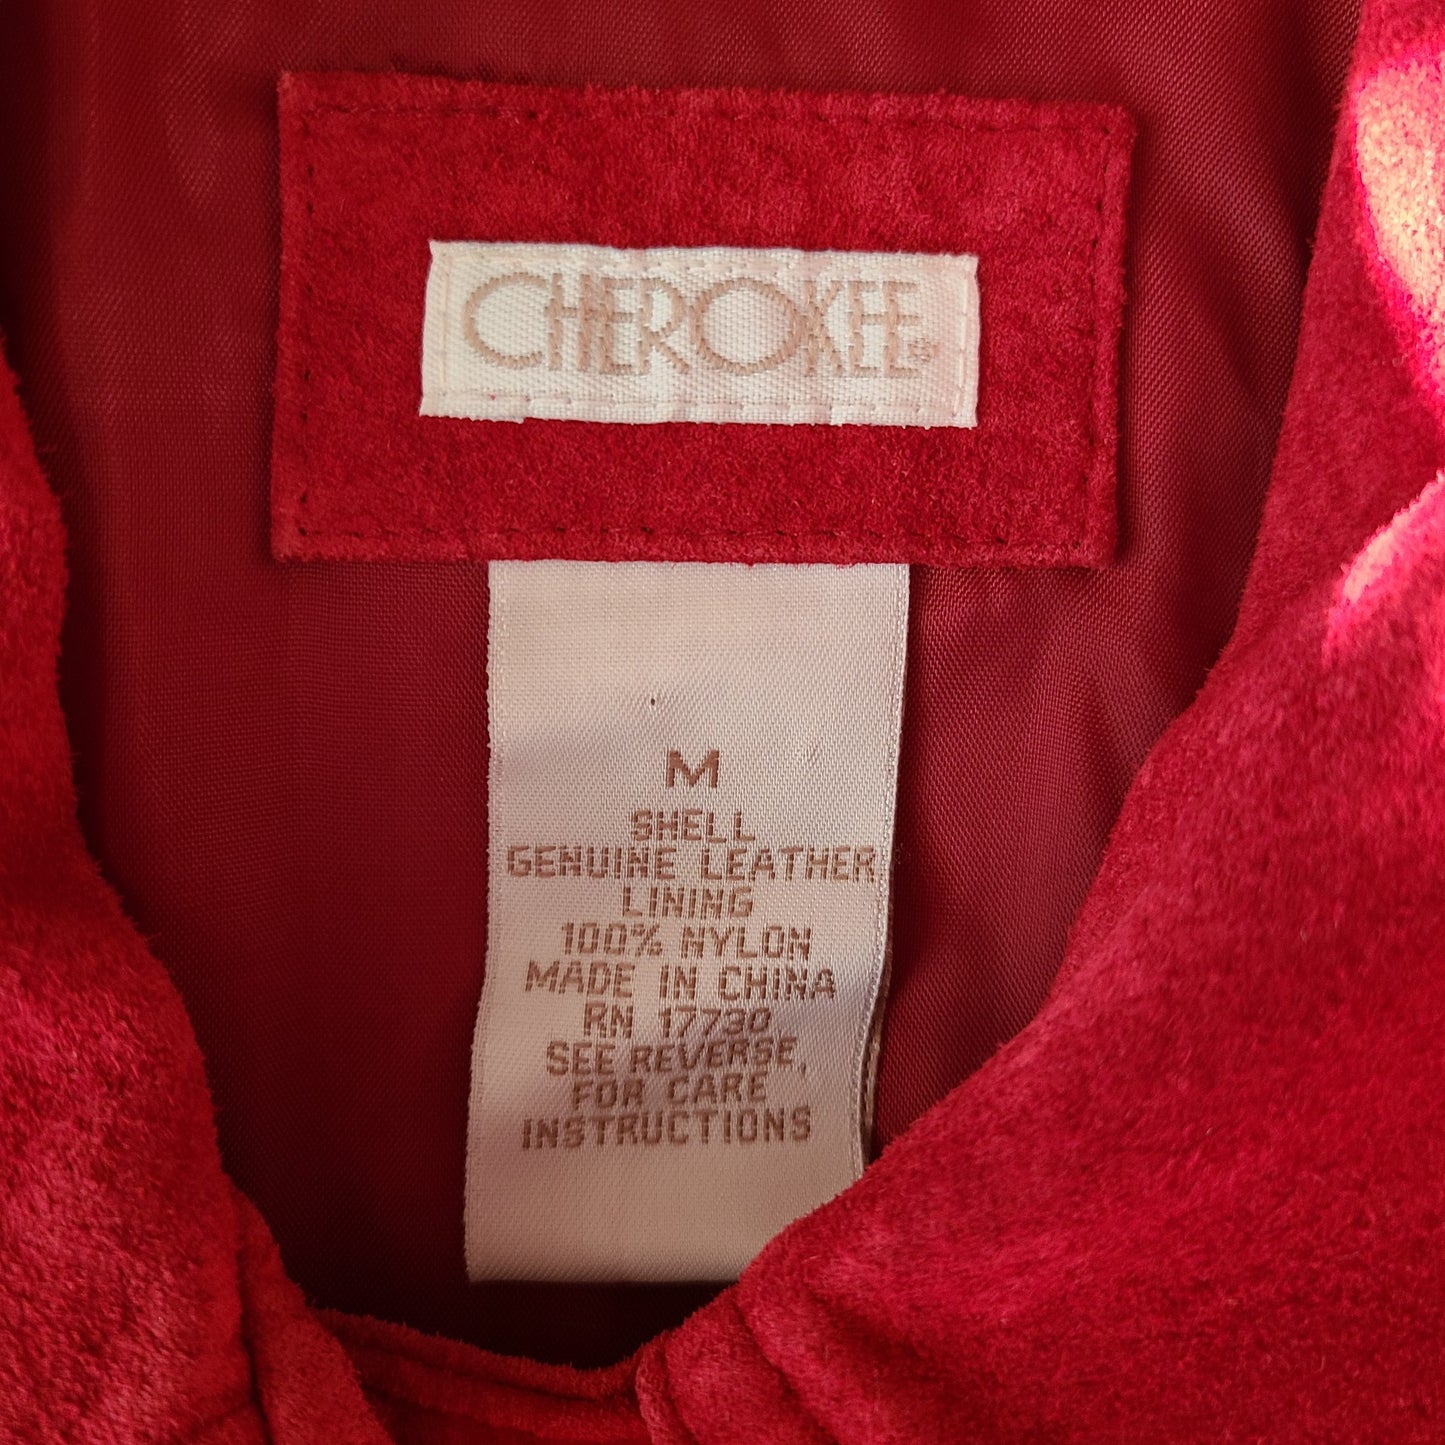 CHEROKEE®
M
SHELL
GENUINE LEATHER
LINING
100% NYLON
MADE IN CHINA
RN 17730
SEE REVERSE
FOR CARE
INSTRUCTIONS